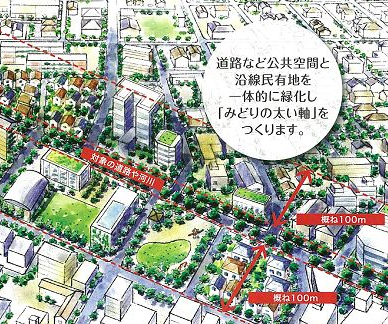 道路など公共空間と
沿線民有地を
一体的に緑化し
「みどりの太い軸」を
つくります。
対象の道路や河川
概ね100m
概ね100m